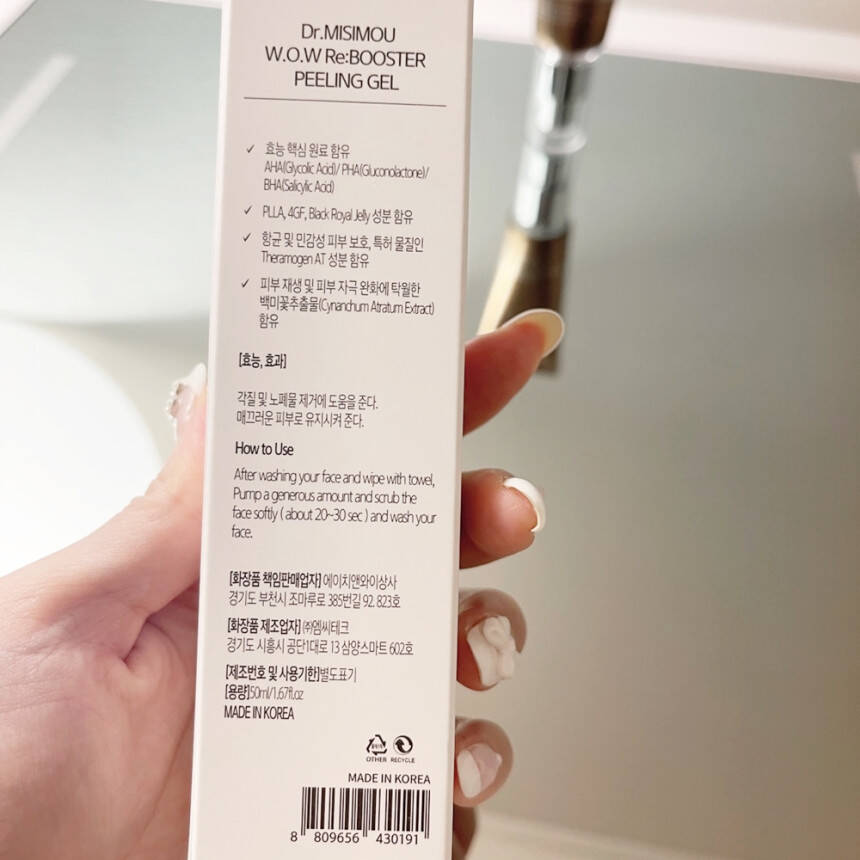 Dr.MISIMOU
W.O.W Re:BOOSTER
PEELING GEL
✓ 효능 핵심 원료 함유
AHA(Glycolic Acid)/ PHA(Gluconolactone)/
BHA(Salicylic Acid)
✓ PLLA, 4GF, Black Royal Jelly 성분 함유
✓ 항균 및 민감성 피부 보호, 특허 물질인
Theramogen AT 성분 함유
✓ 피부 재생 및 피부 자극 완화에 탁월한
백미꽃추출물(Cynanchum Atratum Extract)
함유
[효능, 효과]
각질 및 노폐물 제거에 도움을 준다.
매끄러운 피부로 유지시켜 준다.
How to Use
After washing your face and wipe with towel,
Pump a generous amount and scrub the
face softly ( about 20~30 sec ) and wash your
face.
[화장품 책임판매업자] 에이치앤와이상사
경기도 부천시 조마루로 385번길 92. 823호
[화장품 제조업자] ㈜엠씨테크
경기도 시흥시 공단1대로 13 삼양스마트 602호
[제조번호 및 사용기한]별도표기
[용량]50ml/1.67fl.oz
MADE IN KOREA
OTHER RECYCLE
MADE IN KOREA
8 809656 430191